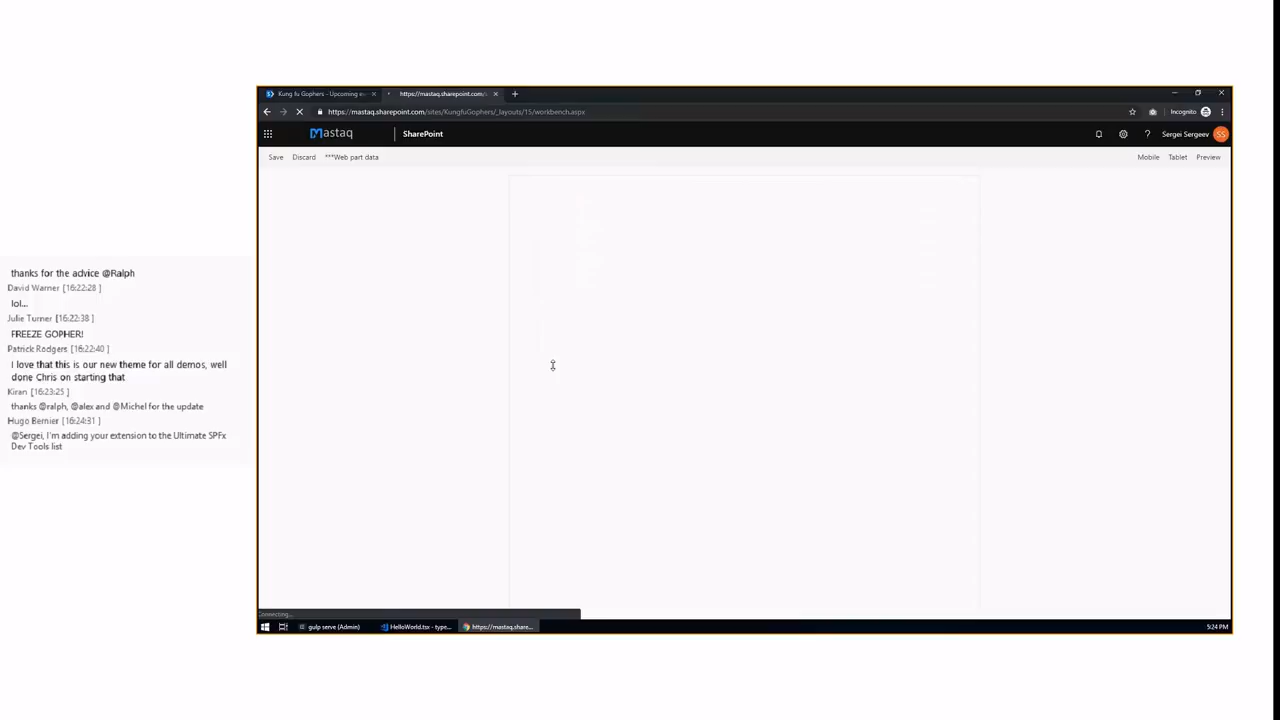 thanks for the advice @Ralph
David Warner [16:22:28 ]
lol...
Julie Turner [16:22:38 ]
FREEZE GOPHER!
Patrick Rodgers [16:22:40 ]
I love that this is our new theme for all demos, well
done Chris on starting that
Kiran [16:23:25 ]
thanks @ralph, @alex and @Michel for the update
Hugo Bernier [16:24:31 ]
@Sergei, I'm adding your extension to the Ultimate SPFx
Dev Tools list
Kung fu Gophers - Upcoming ev
https://mastaq.sharepoint.com/
https://mastaq.sharepoint.com/sites/KungfuGophers/_layouts/15/workbench.aspx
Incognito
Mastaq
SharePoint
Sergei Sergeev
SS
Save
Discard
***Web part data
Mobile
Tablet
Preview
Connecting...
gulp serve (Admin)
HelloWorld.tsx - type...
https://mastaq.share...
5:24 PM